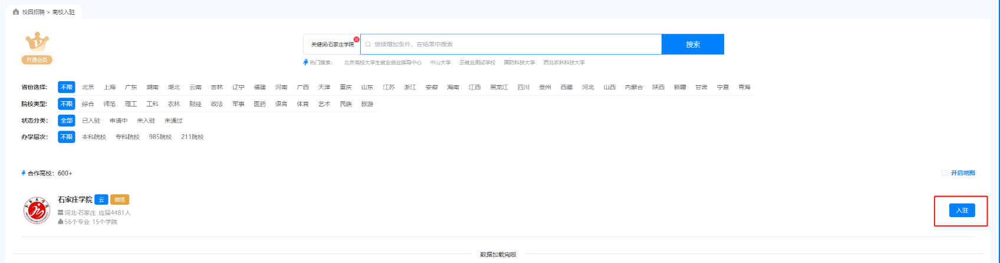 校园招聘 > 高校入驻
开通会员
关键词:石家庄学院 继续增加条件，在结果中搜索 搜索
热门搜索： 北京高校大学生就业创业指导中心 中山大学 云就业测试学校 国防科技大学 西北农林科技大学
省份选择： 不限 北京 上海 广东 湖南 湖北 云南 吉林 辽宁 福建 河南 广西 天津 重庆 山东 江苏 浙江 安徽 海南 江西 黑龙江 四川 贵州 西藏 河北 山西 内蒙古 陕西 新疆 甘肃 宁夏 青海
院校类型： 不限 综合 师范 理工 工科 农林 财经 政法 军事 医药 语言 体育 艺术 民族 旅游
状态分类： 全部 已入驻 申请中 未入驻 未通过
办学层次： 不限 本科院校 专科院校 985院校 211院校
合作高校：600+ 开启地图
石家庄学院 云 师范
河北·石家庄 应届4481人
入驻
56个专业 15个学院
数据加载完啦